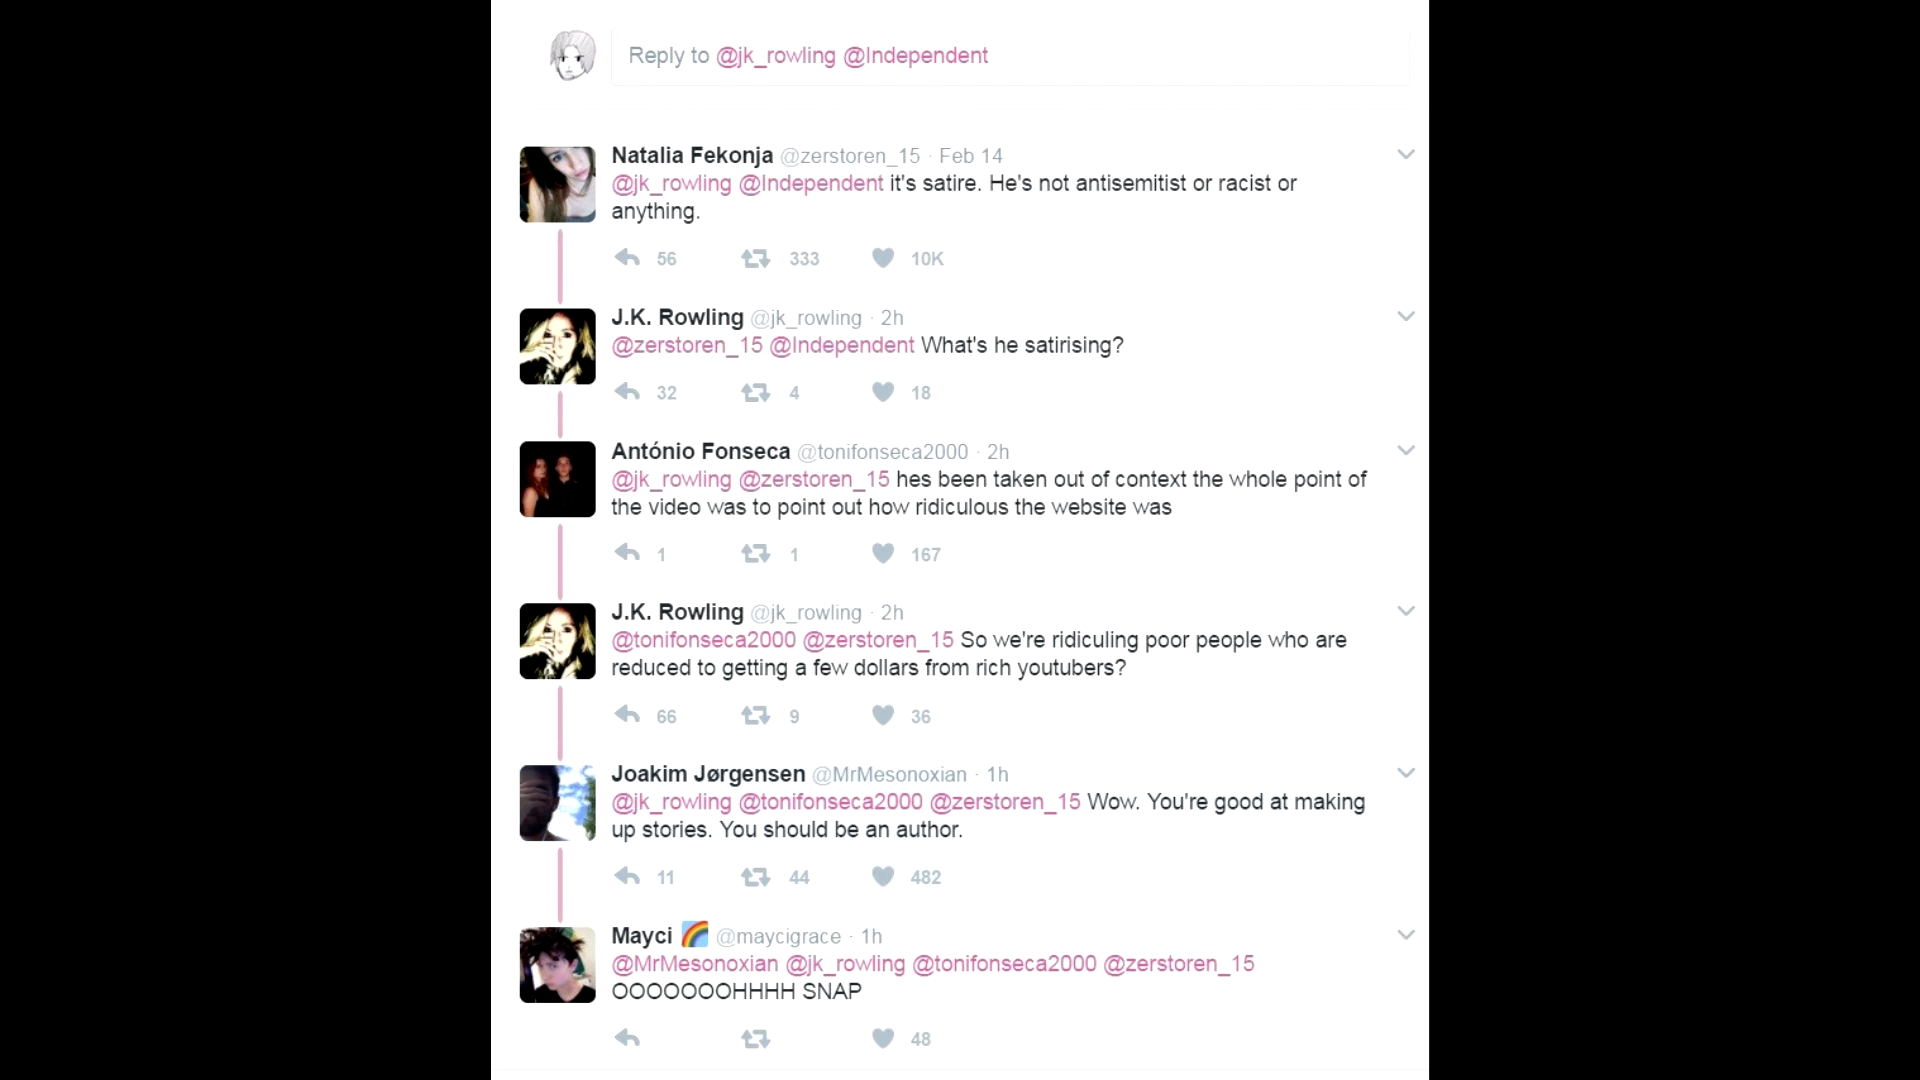 Reply to @jk_rowling @Independent
Natalia Fekonja @zerstoren_15 · Feb 14
@jk_rowling @Independent it's satire. He's not antisemitist or racist or
anything.
56 333 10K
J.K. Rowling @jk_rowling · 2h
@zerstoren_15 @Independent What's he satirising?
32 4 18
António Fonseca @tonifonseca2000 · 2h
@jk_rowling @zerstoren_15 hes been taken out of context the whole point of
the video was to point out how ridiculous the website was
1 1 167
J.K. Rowling @jk_rowling · 2h
@tonifonseca2000 @zerstoren_15 So we're ridiculing poor people who are
reduced to getting a few dollars from rich youtubers?
66 9 36
Joakim Jørgensen @MrMesonoxian · 1h
@jk_rowling @tonifonseca2000 @zerstoren_15 Wow. You're good at making
up stories. You should be an author.
11 44 482
Mayci 🌈 @maycigrace · 1h
@MrMesonoxian @jk_rowling @tonifonseca2000 @zerstoren_15
OOOOOOOHHHH SNAP
48